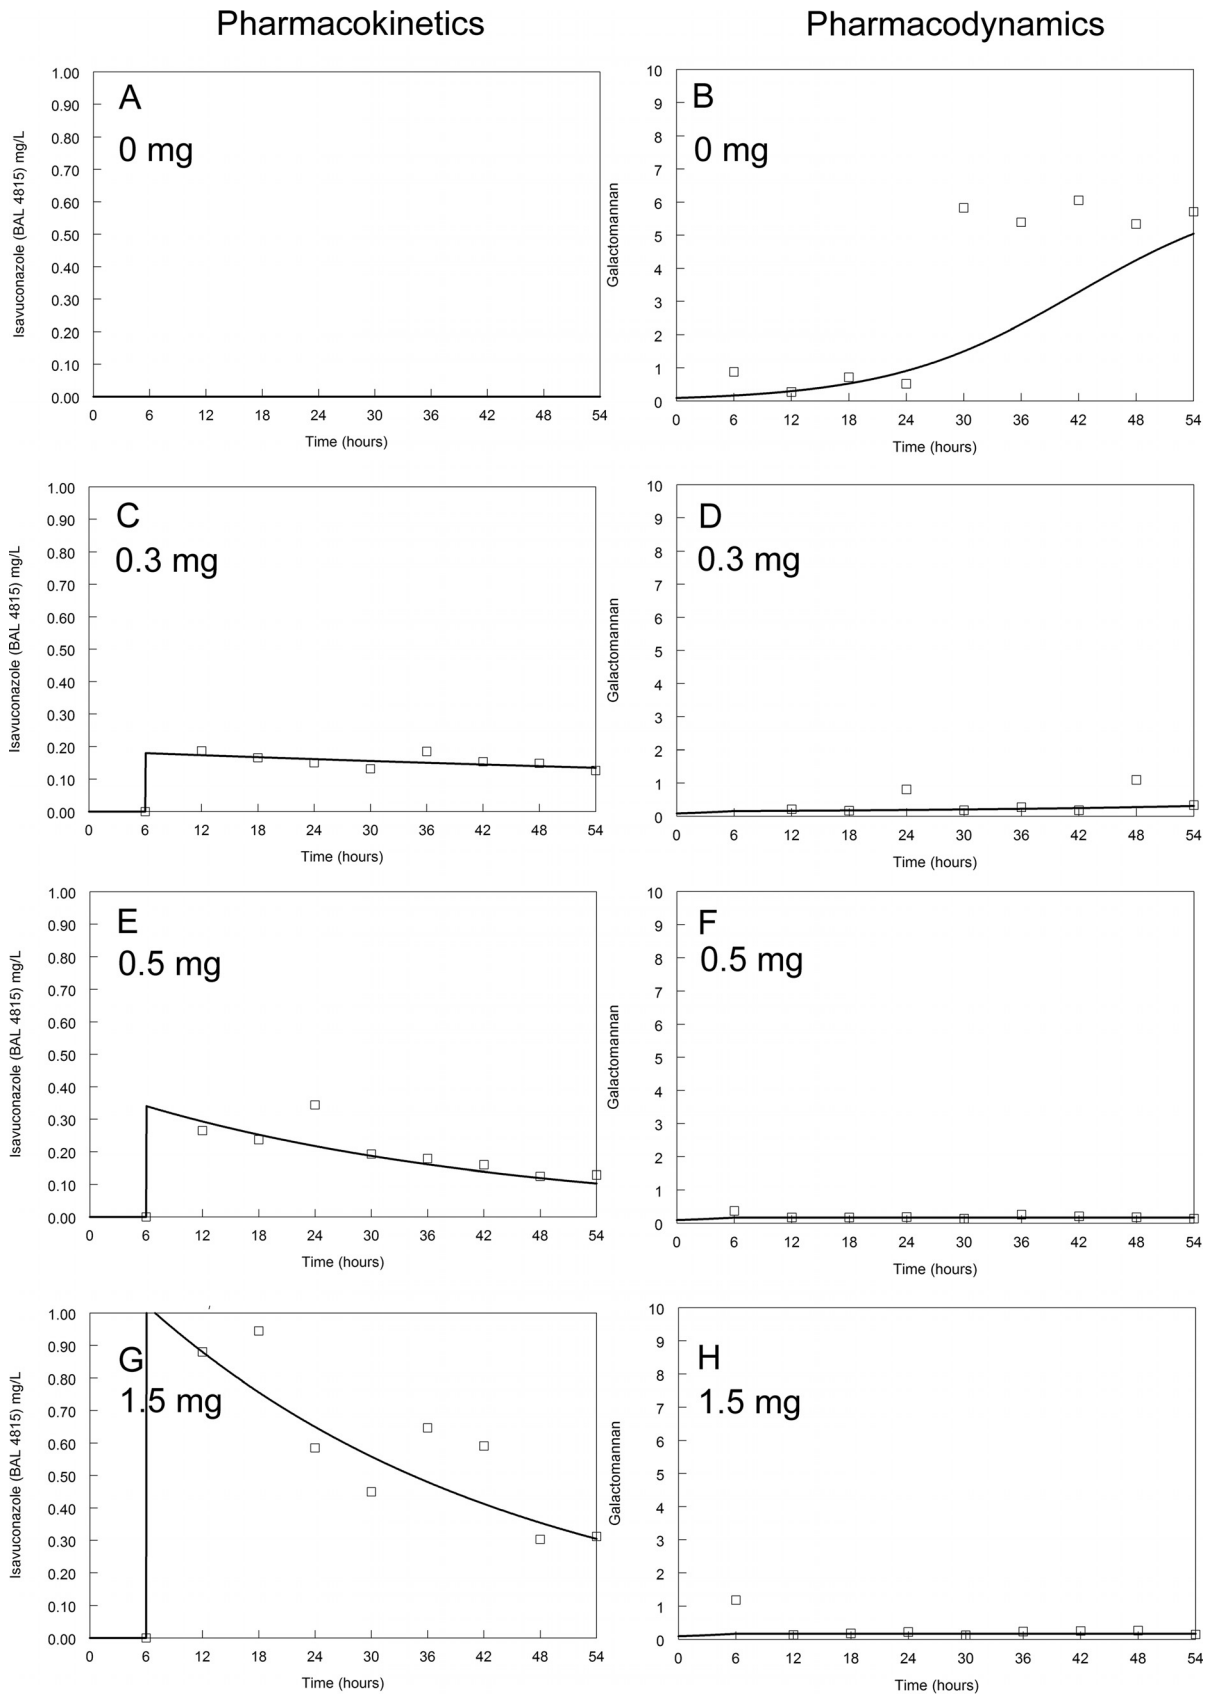 Pharmacokinetics
Pharmacodynamics
A
0 mg
Isavuconazole (BAL 4815) mg/L
1.00
0.90
0.80
0.70
0.60
0.50
0.40
0.30
0.20
0.10
0.00
0 6 12 18 24 30 36 42 48 54
Time (hours)
B
0 mg
Galactomannan
10
9
8
7
6
5
4
3
2
1
0
0 6 12 18 24 30 36 42 48 54
Time (hours)
C
0.3 mg
Isavuconazole (BAL 4815) mg/L
1.00
0.90
0.80
0.70
0.60
0.50
0.40
0.30
0.20
0.10
0.00
0 6 12 18 24 30 36 42 48 54
Time (hours)
D
0.3 mg
Galactomannan
10
9
8
7
6
5
4
3
2
1
0
0 6 12 18 24 30 36 42 48 54
Time (hours)
E
0.5 mg
Isavuconazole (BAL 4815) mg/L
1.00
0.90
0.80
0.70
0.60
0.50
0.40
0.30
0.20
0.10
0.00
0 6 12 18 24 30 36 42 48 54
Time (hours)
F
0.5 mg
Galactomannan
10
9
8
7
6
5
4
3
2
1
0
0 6 12 18 24 30 36 42 48 54
Time (hours)
G
1.5 mg
Isavuconazole (BAL 4815) mg/L
1.00
0.90
0.80
0.70
0.60
0.50
0.40
0.30
0.20
0.10
0.00
0 6 12 18 24 30 36 42 48 54
Time (hours)
H
1.5 mg
Galactomannan
10
9
8
7
6
5
4
3
2
1
0
0 6 12 18 24 30 36 42 48 54
Time (hours)